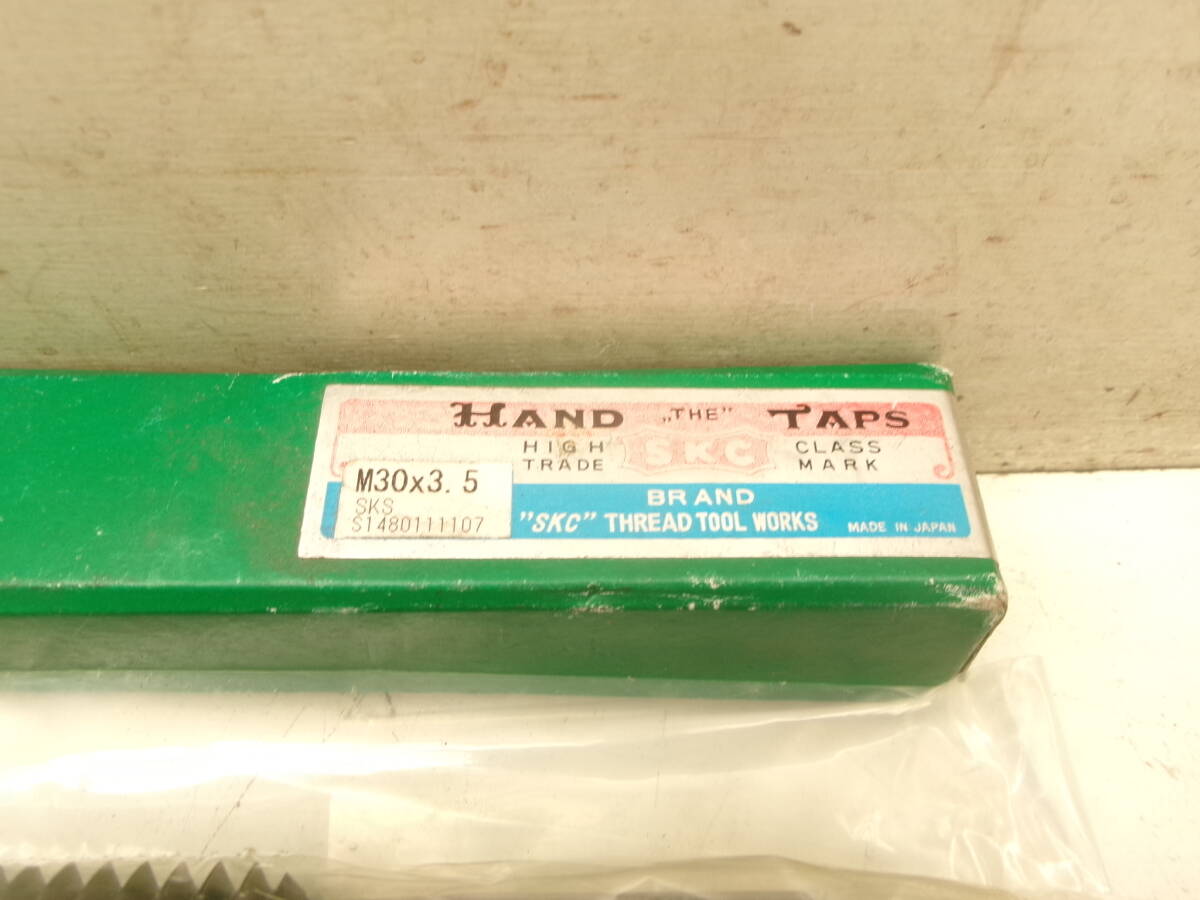 HAND „THE” TAPS
HIGH SKC CLASS
TRADE MARK
M30x3.5
SKS
S1480111107
BRAND
”SKC” THREAD TOOL WORKS MADE IN JAPAN